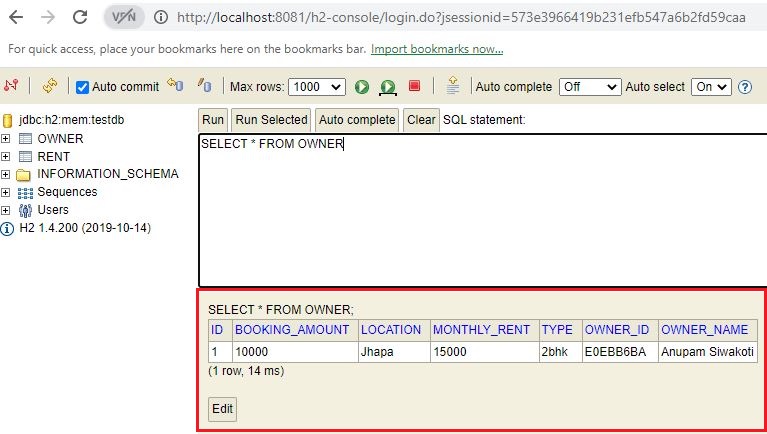 VPN http://localhost:8081/h2-console/login.do?jsessionid=573e3966419b231efb547a6b2fd59caa
For quick access, place your bookmarks here on the bookmarks bar. Import bookmarks now...
Auto commit Max rows: 1000 Auto complete Off Auto select On ?
jdbc:h2:mem:testdb
OWNER
RENT
INFORMATION_SCHEMA
Sequences
Users
H2 1.4.200 (2019-10-14)
Run Run Selected Auto complete Clear SQL statement:
SELECT * FROM OWNER
SELECT * FROM OWNER;
ID BOOKING_AMOUNT LOCATION MONTHLY_RENT TYPE OWNER_ID OWNER_NAME
1 10000 Jhapa 15000 2bhk E0EBB6BA Anupam Siwakoti
(1 row, 14 ms)
Edit